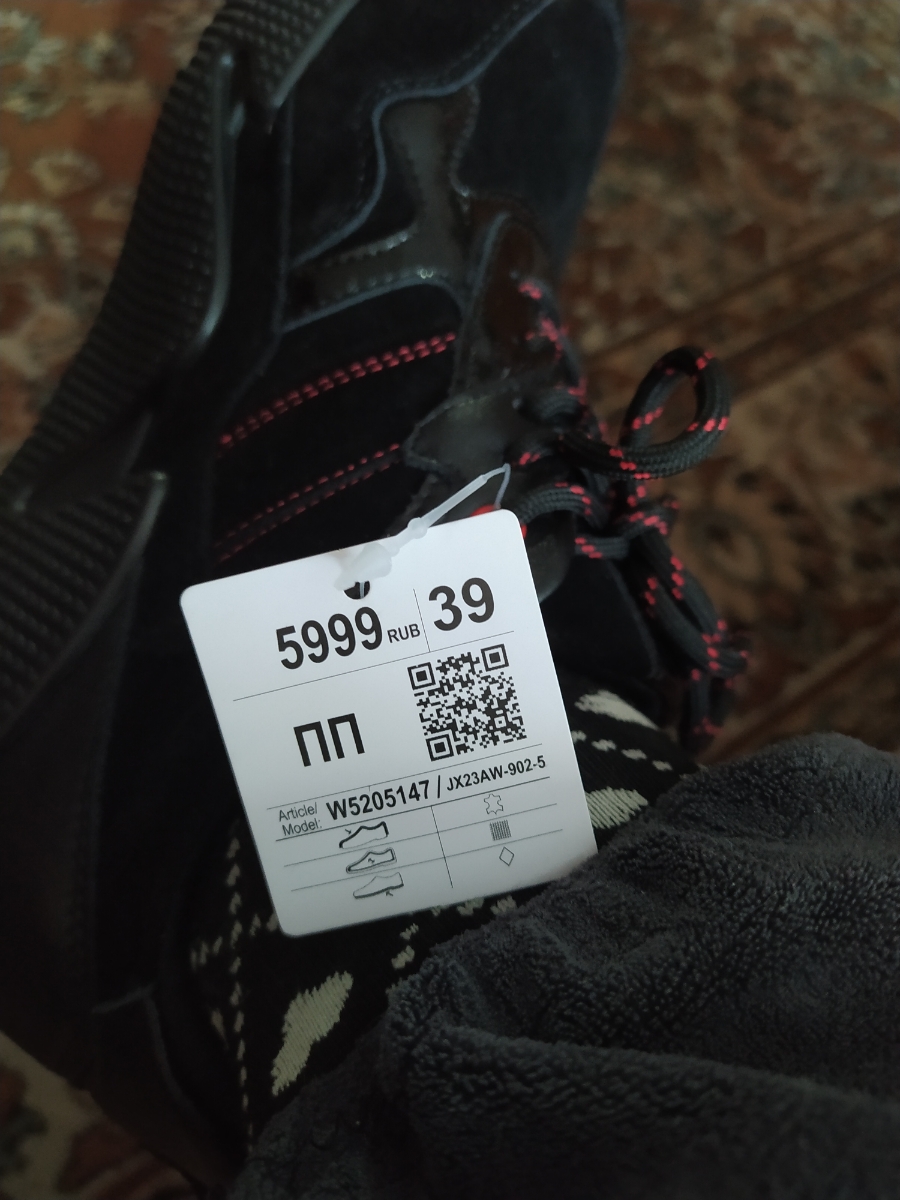 5999 RUB 39
ПП
Article/
Model: W5205147 / JX23AW-902-5